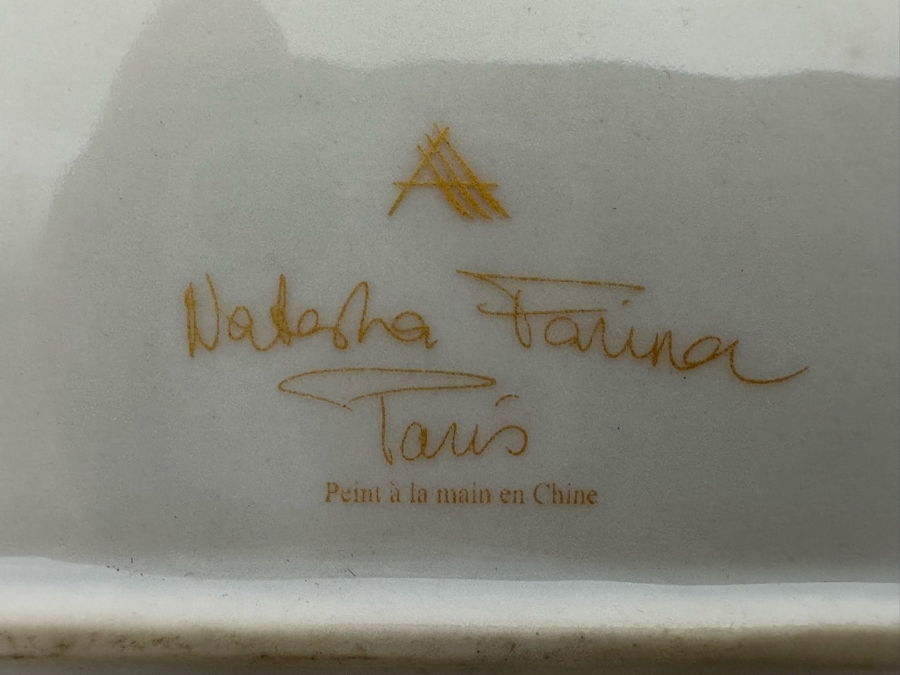 Natasha Farina
Paris
Peint à la main en Chine